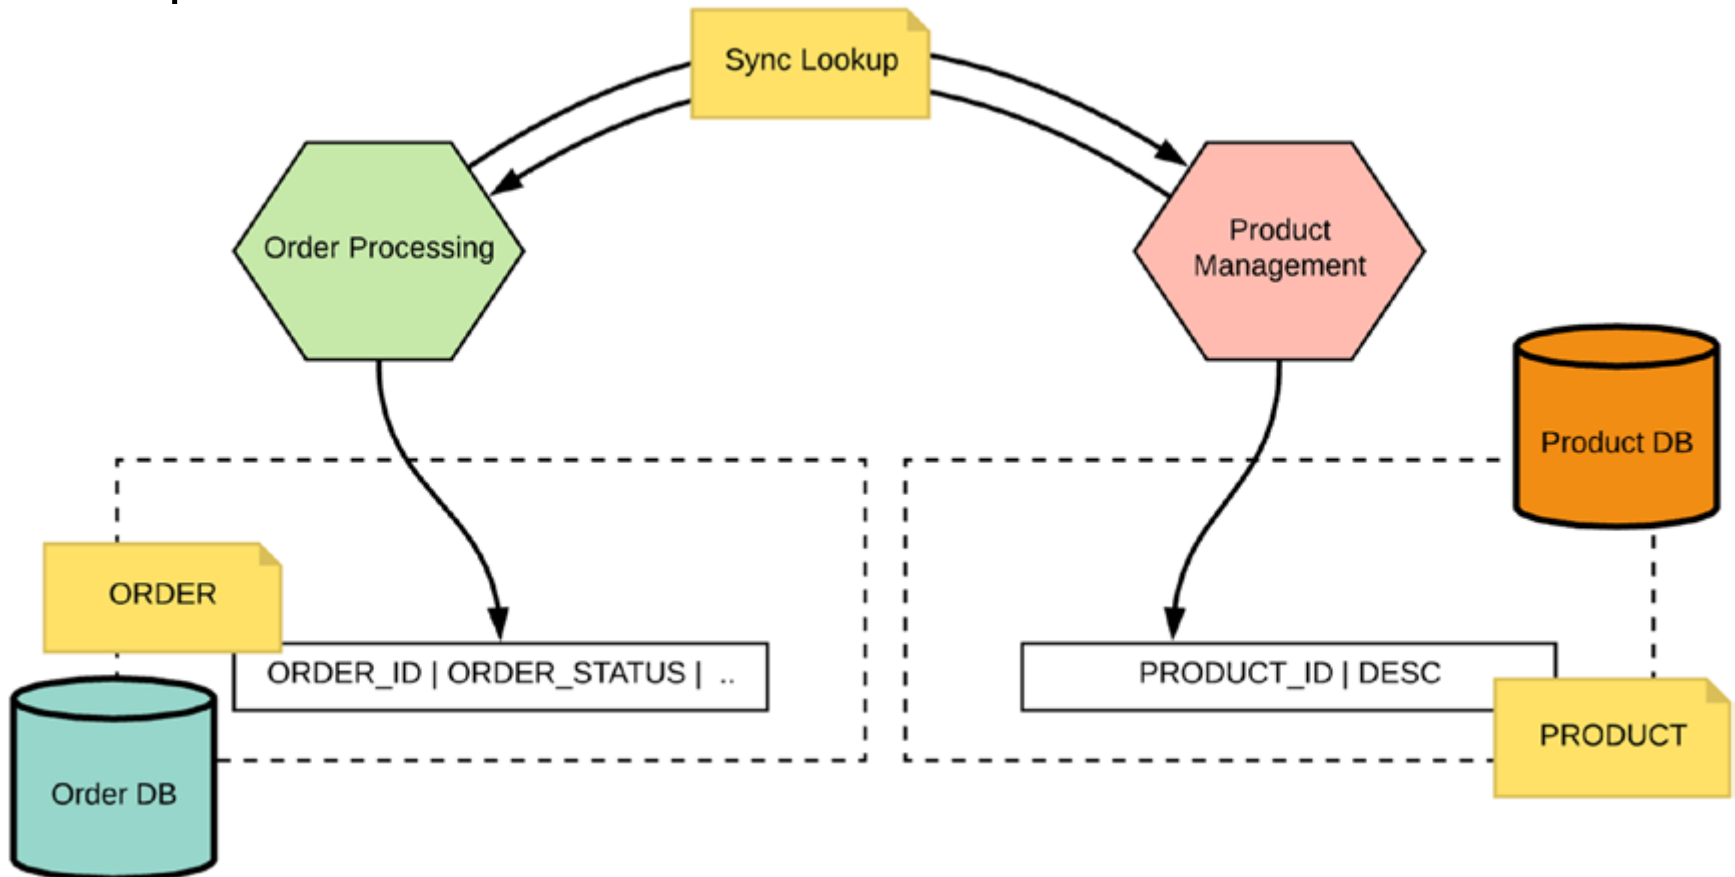 Sync Lookup
Order Processing
Product
Management
Product DB
ORDER
ORDER_ID | ORDER_STATUS | ..
PRODUCT_ID | DESC
PRODUCT
Order DB